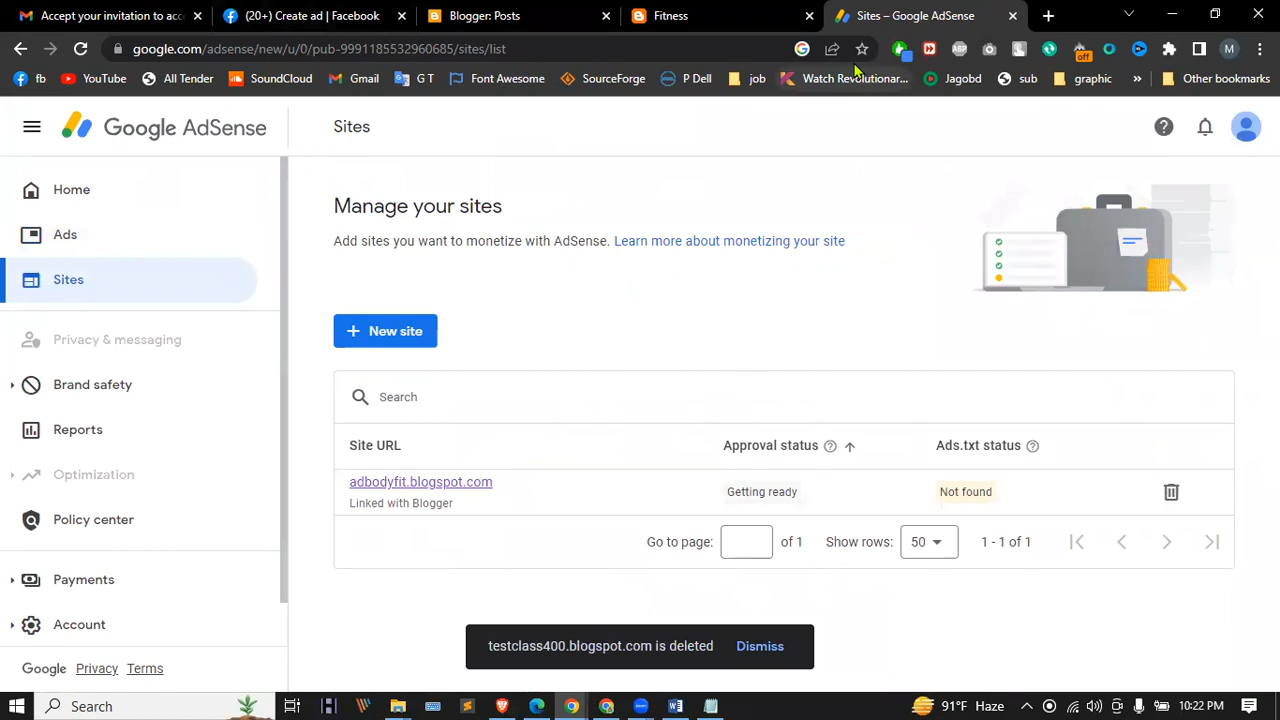 Accept your invitation to acc
(20+) Create ad | Facebook
Blogger: Posts
Fitness
Sites – Google AdSense
google.com/adsense/new/u/0/pub-9991185532960685/sites/list
fb
YouTube
All Tender
SoundCloud
Gmail
G T
Font Awesome
SourceForge
P Dell
job
Watch Revolutionar...
Jagobd
sub
graphic
Other bookmarks
Google AdSense
Sites
Home
Ads
Sites
Privacy & messaging
Brand safety
Reports
Optimization
Policy center
Payments
Account
Google Privacy Terms
Manage your sites
Add sites you want to monetize with AdSense. Learn more about monetizing your site
+ New site
Search
Site URL Approval status Ads.txt status
adbodyfit.blogspot.com
Linked with Blogger
Getting ready
Not found
Go to page: of 1 Show rows: 50 1 - 1 of 1
testclass400.blogspot.com is deleted Dismiss
Search
91°F Haze
10:22 PM